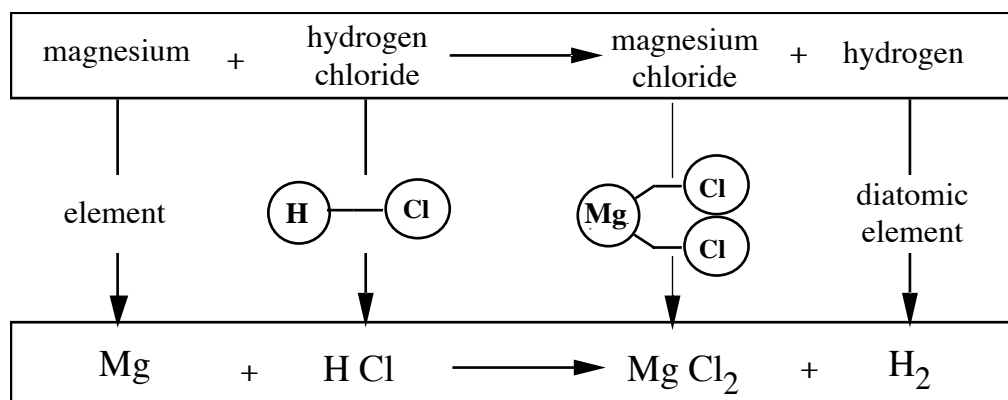 magnesium + hydrogen chloride magnesium chloride + hydrogen
element
H Cl
Mg Cl Cl
diatomic
element
Mg + H Cl Mg Cl₂ + H₂